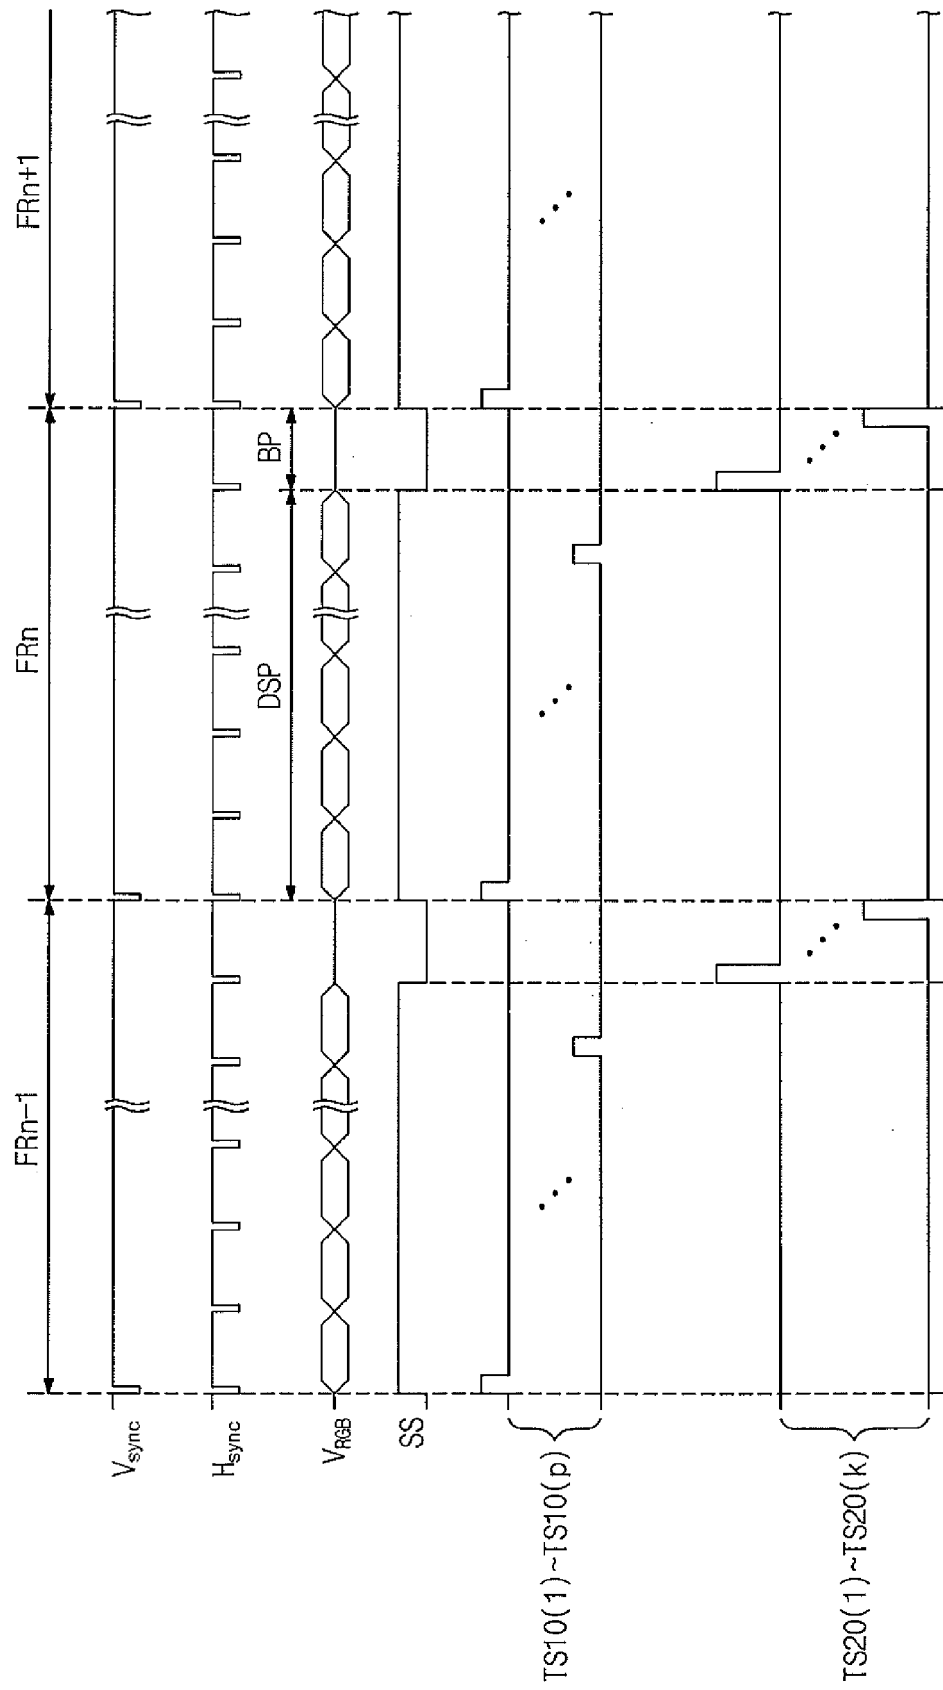 FRn-1
FRn
FRn+1
Vsync
Hsync
DSP
BP
VRGB
SS
TS10(1)~TS10(p)
TS20(1)~TS20(k)